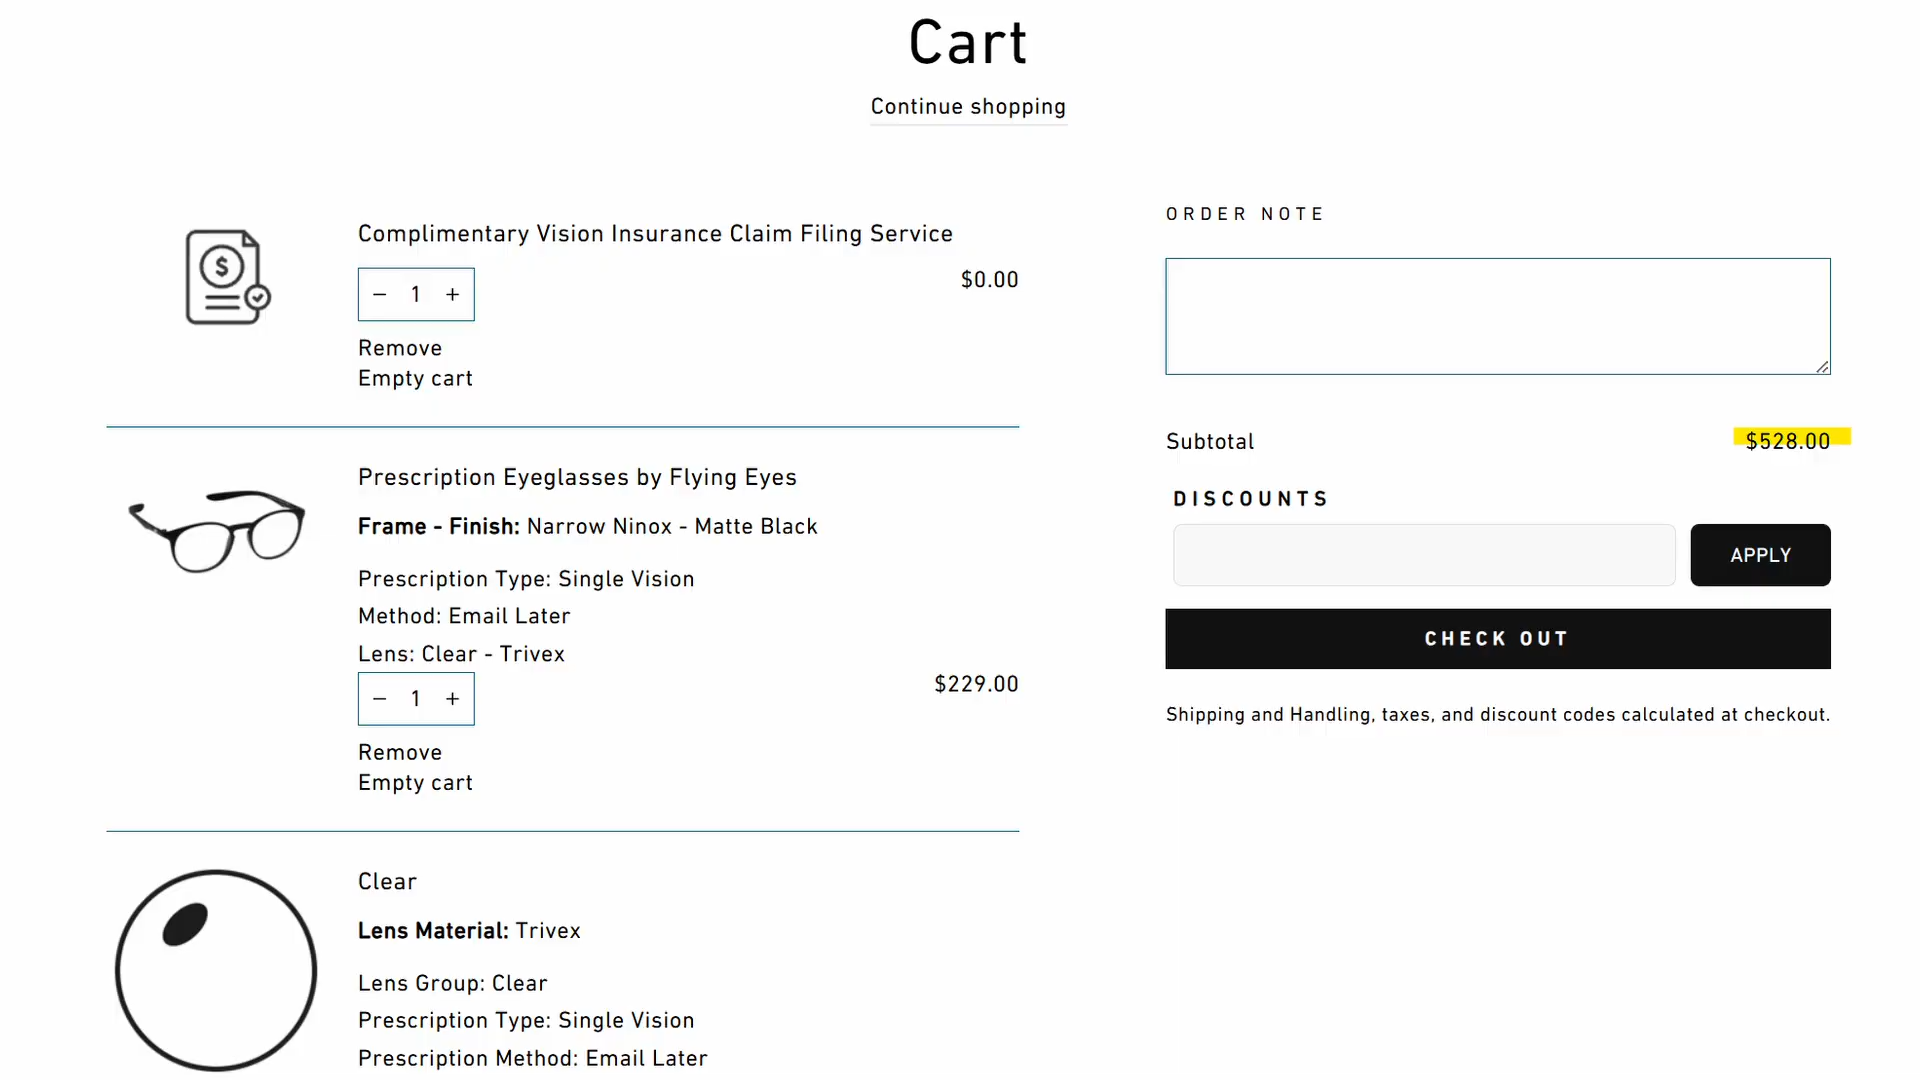 Cart
Continue shopping
Complimentary Vision Insurance Claim Filing Service
− 1 +
$0.00
Remove
Empty cart
Prescription Eyeglasses by Flying Eyes
Frame - Finish: Narrow Ninox - Matte Black
Prescription Type: Single Vision
Method: Email Later
Lens: Clear - Trivex
− 1 +
$229.00
Remove
Empty cart
Clear
Lens Material: Trivex
Lens Group: Clear
Prescription Type: Single Vision
Prescription Method: Email Later
ORDER NOTE
Subtotal $528.00
DISCOUNTS
APPLY
CHECK OUT
Shipping and Handling, taxes, and discount codes calculated at checkout.